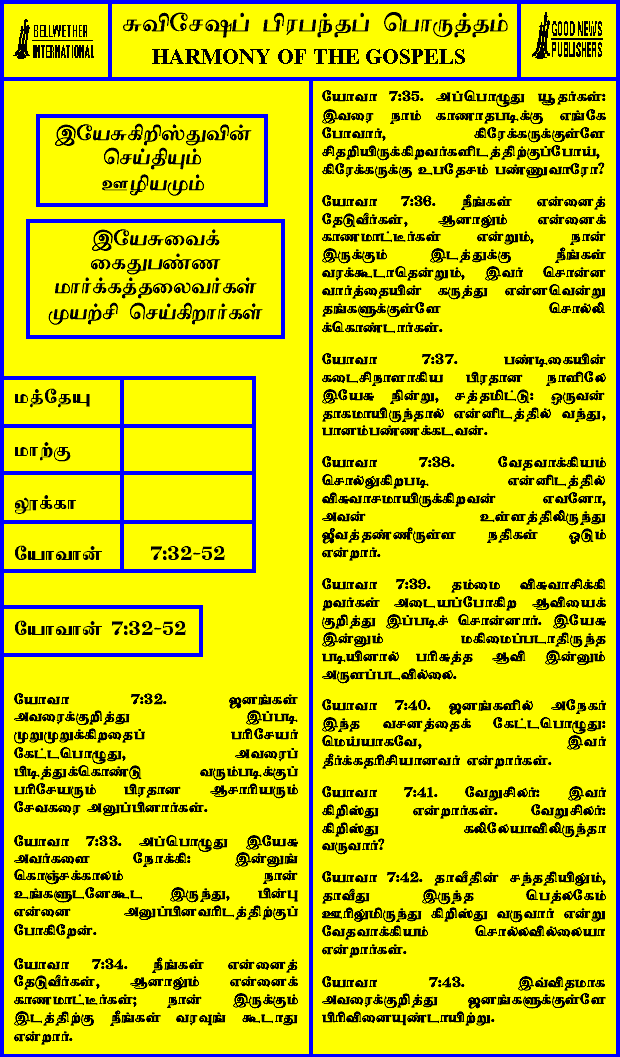 BELLWETHER
INTERNATIONAL
சுவிசேஷப் பிரபந்தப் பொருத்தம்
HARMONY OF THE GOSPELS
GOOD NEWS
PUBLISHERS
இயேசுகிறிஸ்துவின்
செய்தியும்
ஊழியமும்
இயேசுவைக்
கைதுபண்ண
மார்க்கத்தலைவர்கள்
முயற்சி செய்கிறார்கள்
மத்தேயு
மாற்கு
லூக்கா
யோவான் 7:32-52
யோவான் 7:32-52
யோவா 7:32. ஜனங்கள்
அவரைக்குறித்து இப்படி
முறுமுறுக்கிறதைப் பரிசேயர்
கேட்டபொழுது, அவரைப்
பிடித்துக்கொண்டு வரும்படிக்குப்
பரிசேயரும் பிரதான ஆசாரியரும்
சேவகரை அனுப்பினார்கள்.
யோவா 7:33. அப்பொழுது இயேசு
அவர்களை நோக்கி: இன்னுங்
கொஞ்சக்காலம் நான்
உங்களுடனேகூட இருந்து, பின்பு
என்னை அனுப்பினவரிடத்திற்குப்
போகிறேன்.
யோவா 7:34. நீங்கள் என்னைத்
தேடுவீர்கள், ஆனாலும் என்னைக்
காணமாட்டீர்கள்; நான் இருக்கும்
இடத்திற்கு நீங்கள் வரவுங் கூடாது
என்றார்.
யோவா 7:35. அப்பொழுது யூதர்கள்:
இவரை நாம் காணாதபடிக்கு எங்கே
போவார், கிரேக்கருக்குள்ளே
சிதறியிருக்கிறவர்களிடத்திற்குப்போய்,
கிரேக்கருக்கு உபதேசம் பண்ணுவாரோ?
யோவா 7:36. நீங்கள் என்னைத்
தேடுவீர்கள், ஆனாலும் என்னைக்
காணமாட்டீர்கள் என்றும், நான்
இருக்கும் இடத்துக்கு நீங்கள்
வரக்கூடாதென்றும், இவர் சொன்ன
வார்த்தையின் கருத்து என்னவென்று
தங்களுக்குள்ளே சொல்லி
க்கொண்டார்கள்.
யோவா 7:37. பண்டிகையின்
கடைசிநாளாகிய பிரதான நாளிலே
இயேசு நின்று, சத்தமிட்டு: ஒருவன்
தாகமாயிருந்தால் என்னிடத்தில் வந்து,
பானம்பண்ணக்கடவன்.
யோவா 7:38. வேதவாக்கியம்
சொல்லுகிறபடி என்னிடத்தில்
விசுவாசமாயிருக்கிறவன் எவனோ,
அவன் உள்ளத்திலிருந்து
ஜீவத்தண்ணீருள்ள நதிகள் ஓடும்
என்றார்.
யோவா 7:39. தம்மை விசுவாசிக்கி
றவர்கள் அடையப்போகிற ஆவியைக்
குறித்து இப்படிச் சொன்னார். இயேசு
இன்னும் மகிமைப்படாதிருந்த
படியினால் பரிசுத்த ஆவி இன்னும்
அருளப்படவில்லை.
யோவா 7:40. ஜனங்களில் அநேகர்
இந்த வசனத்தைக் கேட்டபொழுது:
மெய்யாகவே, இவர்
தீர்க்கதரிசியானவர் என்றார்கள்.
யோவா 7:41. வேறுசிலர்: இவர்
கிறிஸ்து என்றார்கள். வேறுசிலர்:
கிறிஸ்து கலிலேயாவிலிருந்தா
வருவார்?
யோவா 7:42. தாவீதின் சந்ததியிலும்,
தாவீது இருந்த பெத்லகேம்
ஊரிலுமிருந்து கிறிஸ்து வருவார் என்று
வேதவாக்கியம் சொல்லவில்லையா
என்றார்கள்.
யோவா 7:43. இவ்விதமாக
அவரைக்குறித்து ஜனங்களுக்குள்ளே
பிரிவினையுண்டாயிற்று.